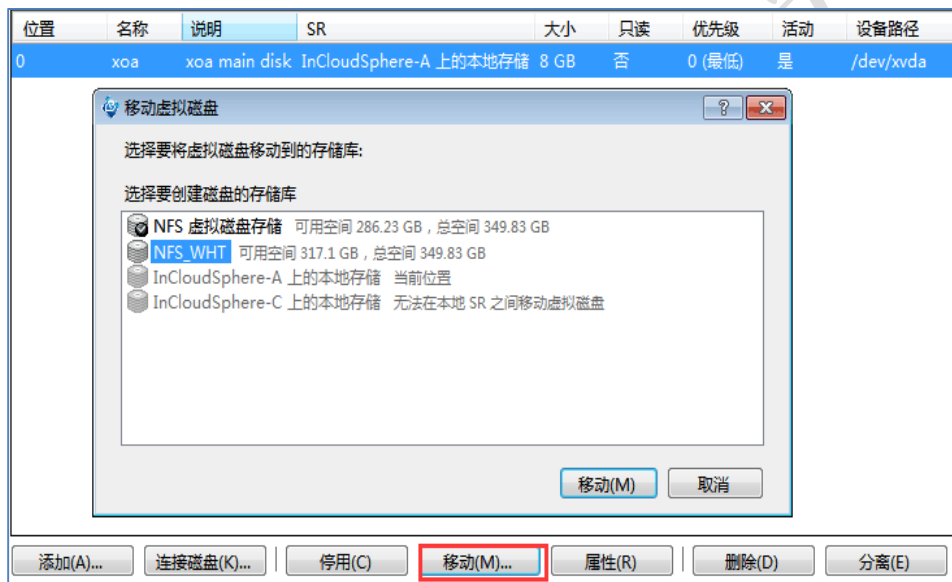 位置 名称 说明 SR 大小 只读 优先级 活动 设备路径
0 xoa xoa main disk InCloudSphere-A 上的本地存储 8 GB 否 0 (最低) 是 /dev/xvda
移动虚拟磁盘
选择要将虚拟磁盘移动到的存储库:
选择要创建磁盘的存储库
NFS 虚拟磁盘存储 可用空间 286.23 GB，总空间 349.83 GB
NFS_WHT 可用空间 317.1 GB，总空间 349.83 GB
InCloudSphere-A 上的本地存储 当前位置
InCloudSphere-C 上的本地存储 无法在本地 SR 之间移动虚拟磁盘
移动(M) 取消
添加(A)... 连接磁盘(K)... 停用(C) 移动(M)... 属性(R) 删除(D) 分离(E)